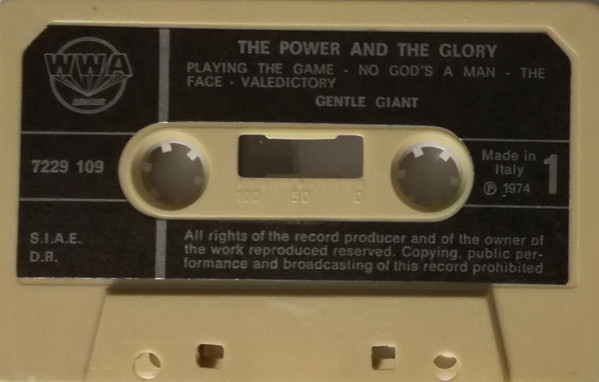 WWA
THE POWER AND THE GLORY
PLAYING THE GAME - NO GOD'S A MAN - THE
FACE - VALEDICTORY
GENTLE GIANT
7229 109
100 50 0
Made in
Italy
Ⓟ 1974
1
S.I.A.E.
D.R.
All rights of the record producer and of the owner of
the work reproduced reserved. Copying, public per-
formance and broadcasting of this record prohibited